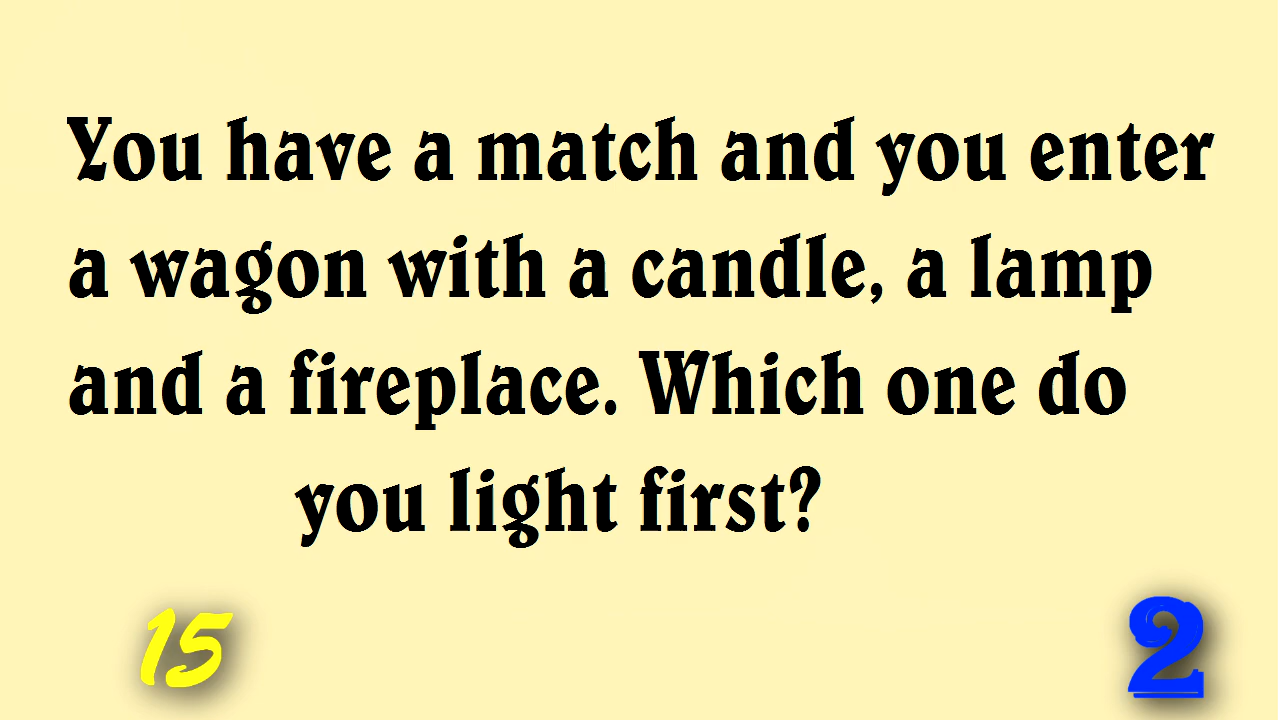 You have a match and you enter
a wagon with a candle, a lamp
and a fireplace. Which one do
you light first?
15
2